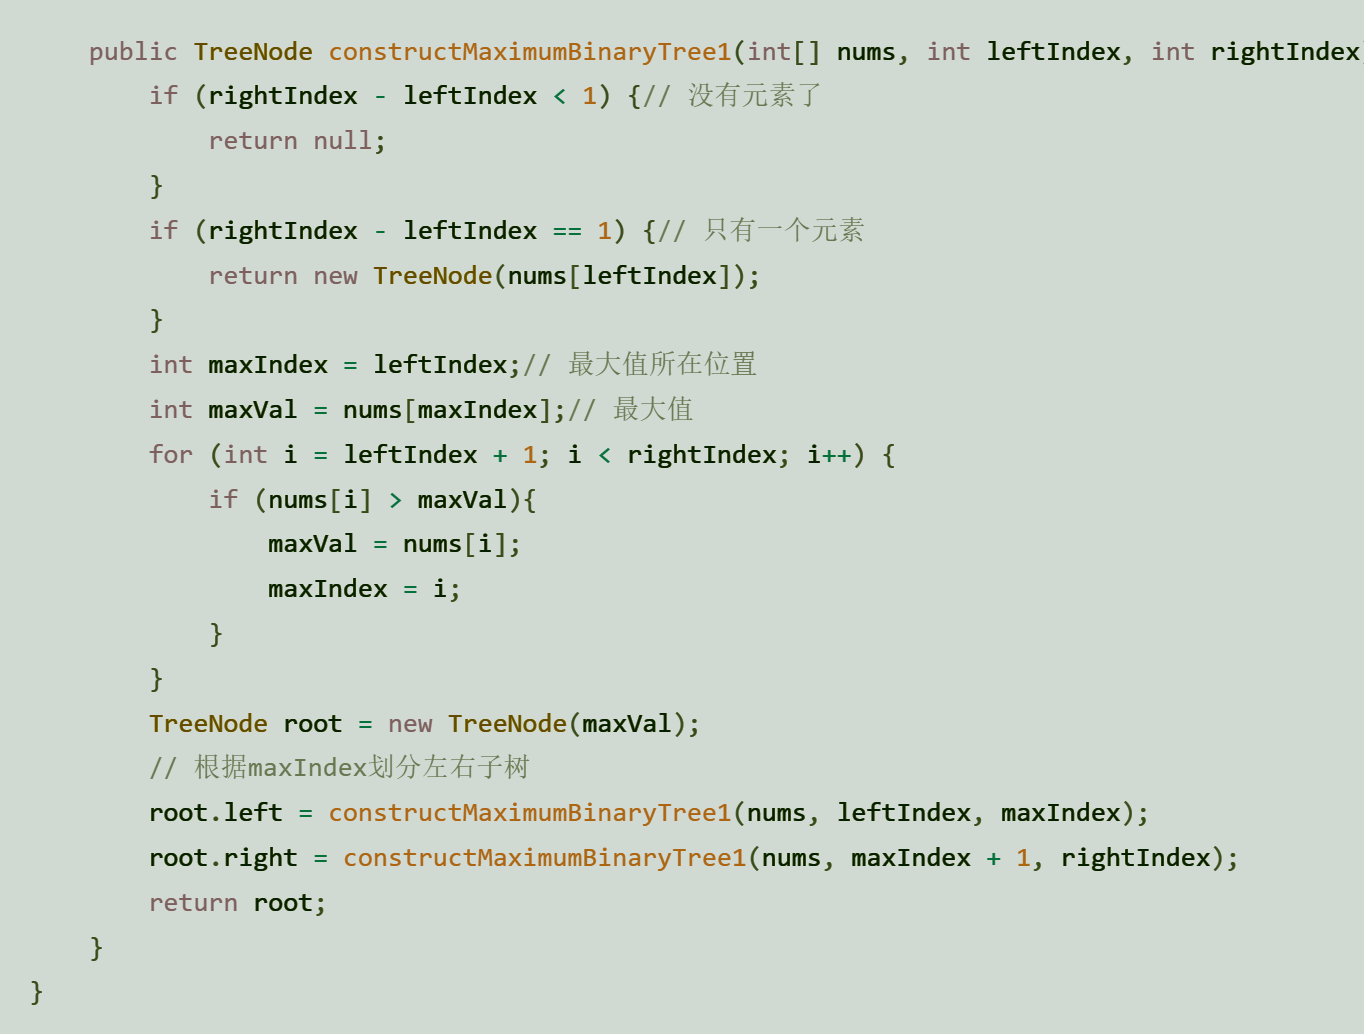 public TreeNode constructMaximumBinaryTree1(int[] nums, int leftIndex, int rightIndex)
if (rightIndex - leftIndex < 1) {// 没有元素了
return null;
}
if (rightIndex - leftIndex == 1) {// 只有一个元素
return new TreeNode(nums[leftIndex]);
}
int maxIndex = leftIndex;// 最大值所在位置
int maxVal = nums[maxIndex];// 最大值
for (int i = leftIndex + 1; i < rightIndex; i++) {
if (nums[i] > maxVal){
maxVal = nums[i];
maxIndex = i;
}
}
TreeNode root = new TreeNode(maxVal);
// 根据maxIndex划分左右子树
root.left = constructMaximumBinaryTree1(nums, leftIndex, maxIndex);
root.right = constructMaximumBinaryTree1(nums, maxIndex + 1, rightIndex);
return root;
}
}